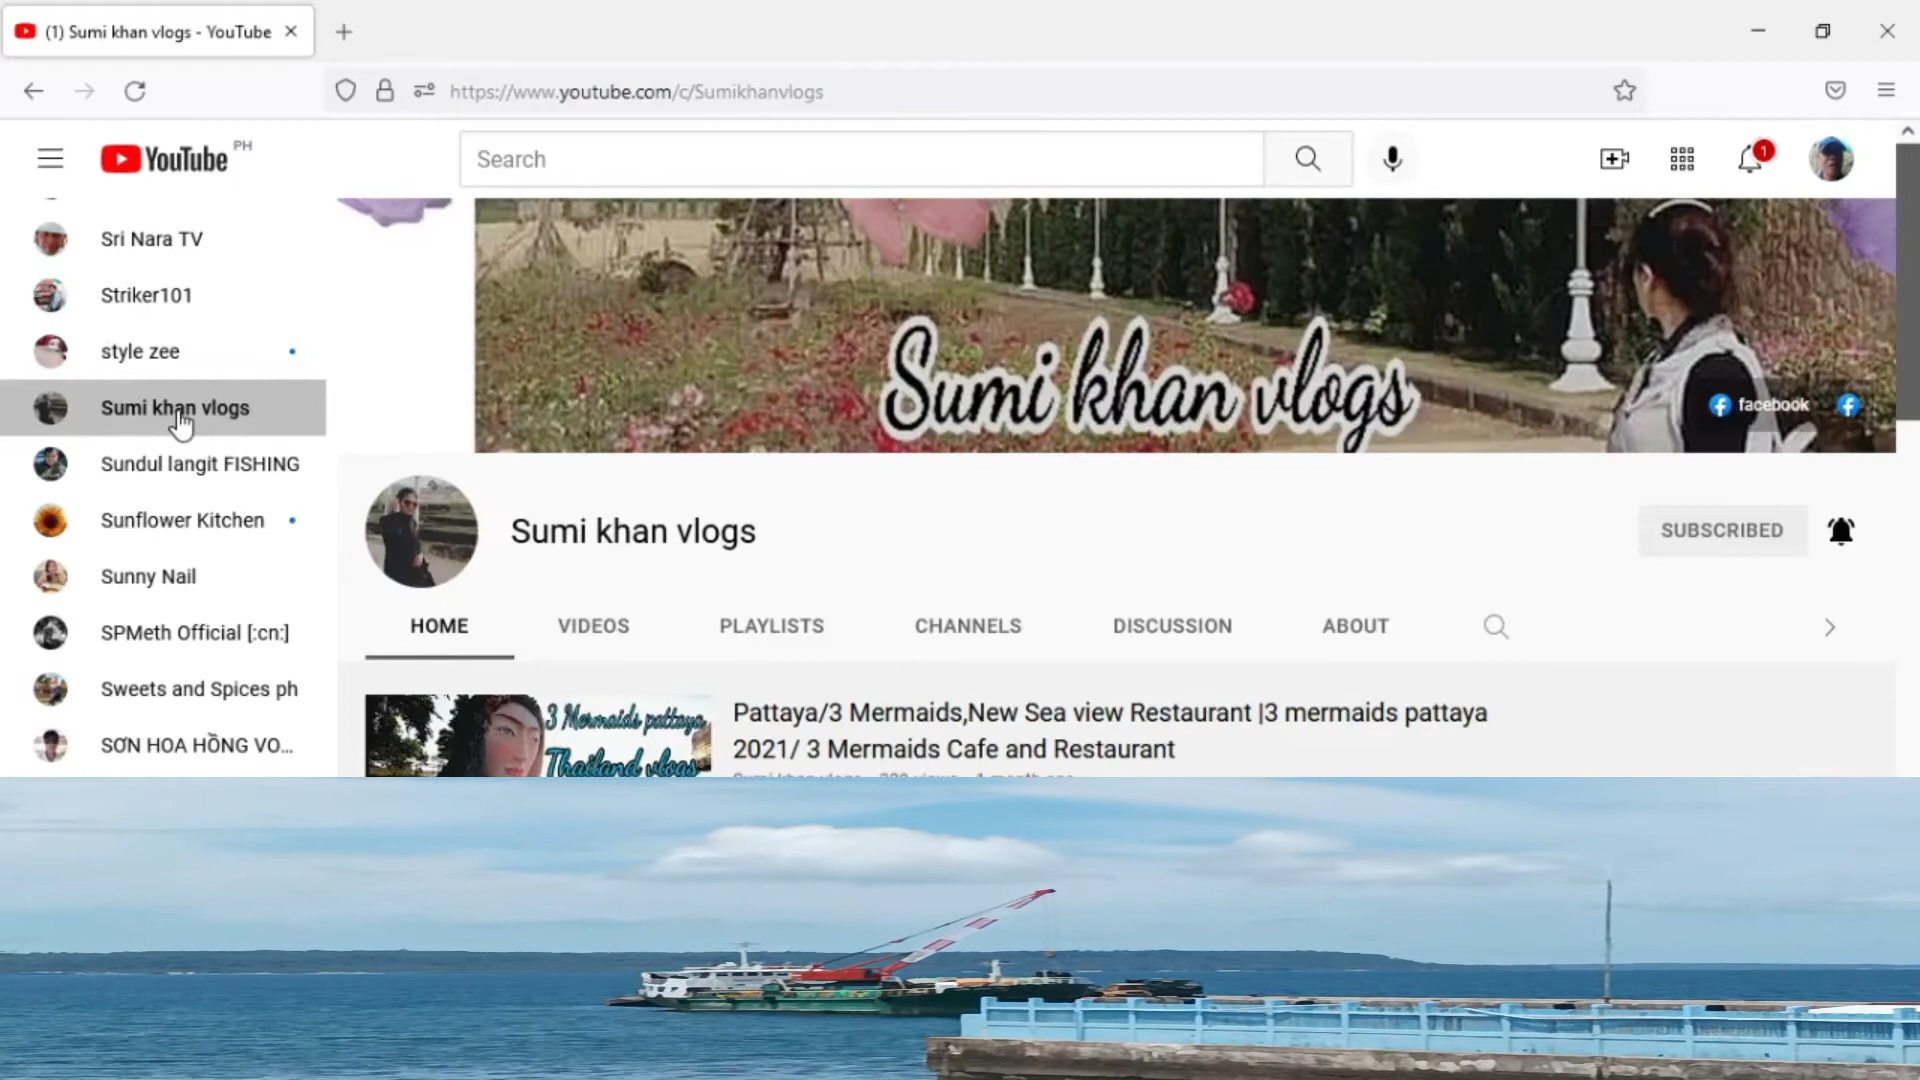 (1) Sumi khan vlogs - YouTube
https://www.youtube.com/c/Sumikhanvlogs
YouTube PH
Search
1
Sri Nara TV
Striker101
style zee
Sumi khan vlogs
Sundul langit FISHING
Sunflower Kitchen
Sunny Nail
SPMeth Official [:cn:]
Sweets and Spices ph
SƠN HOA HỒNG VO...
Sumi khan vlogs
facebook
Sumi khan vlogs
SUBSCRIBED
HOME VIDEOS PLAYLISTS CHANNELS DISCUSSION ABOUT
3 Mermaids pattaya
Thailand vlogs
Pattaya/3 Mermaids,New Sea view Restaurant |3 mermaids pattaya
2021/ 3 Mermaids Cafe and Restaurant